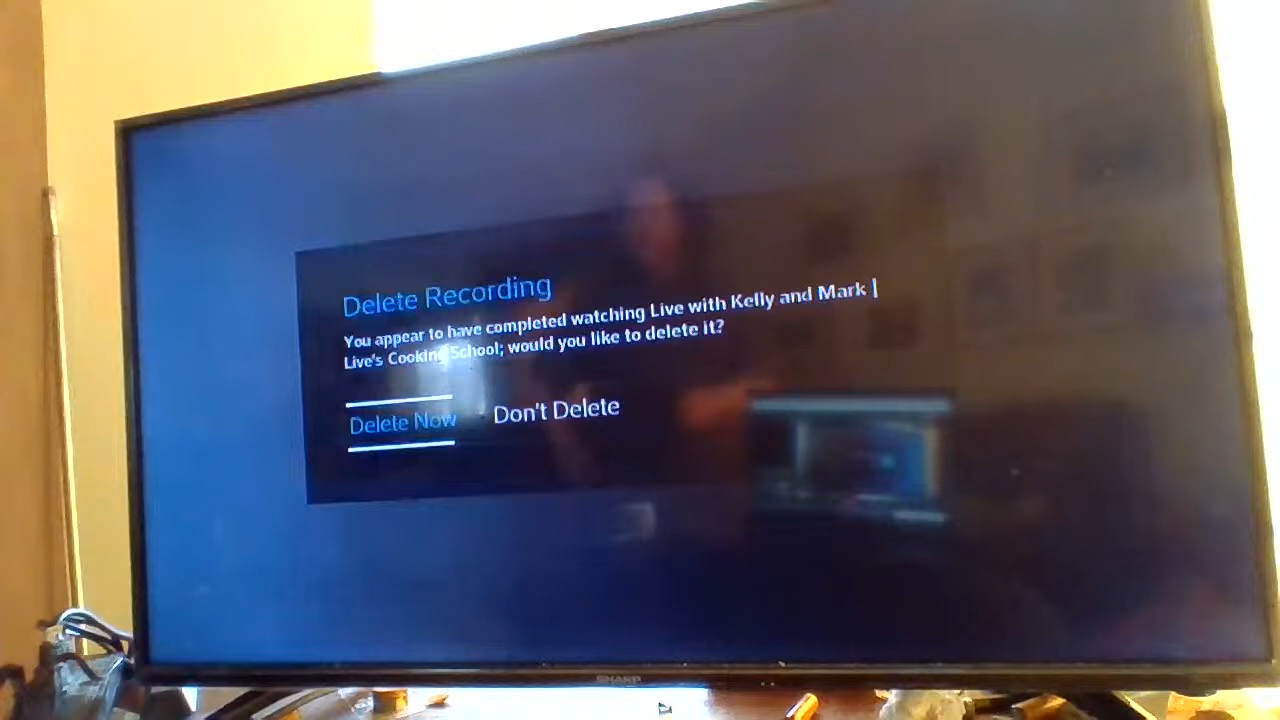 Delete Recording
You appear to have completed watching Live with Kelly and Mark |
Live's Cooking School; would you like to delete it?
Delete Now Don't Delete
SHARP